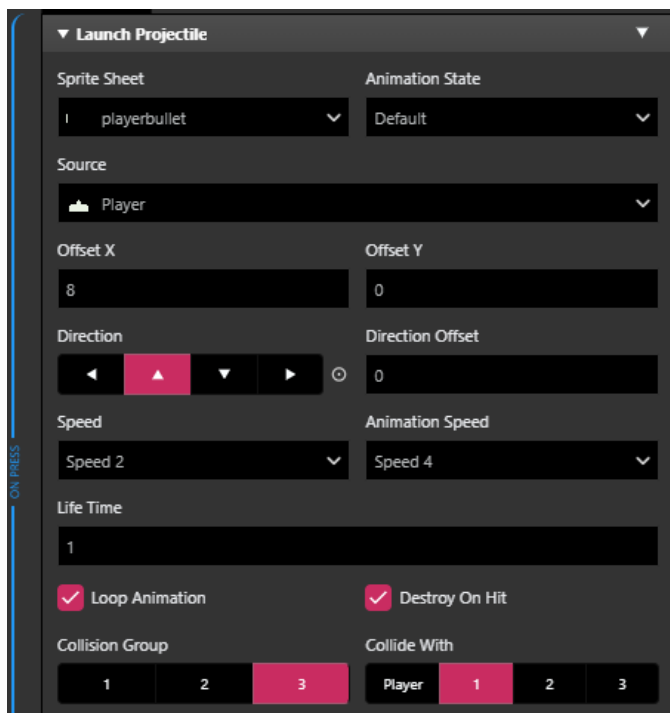 Launch Projectile
Sprite Sheet Animation State
playerbullet Default
Source
Player
Offset X Offset Y
8 0
Direction Direction Offset
0
Speed Animation Speed
Speed 2 Speed 4
ON PRESS
Life Time
1
Loop Animation Destroy On Hit
Collision Group Collide With
1 2 3 Player 1 2 3